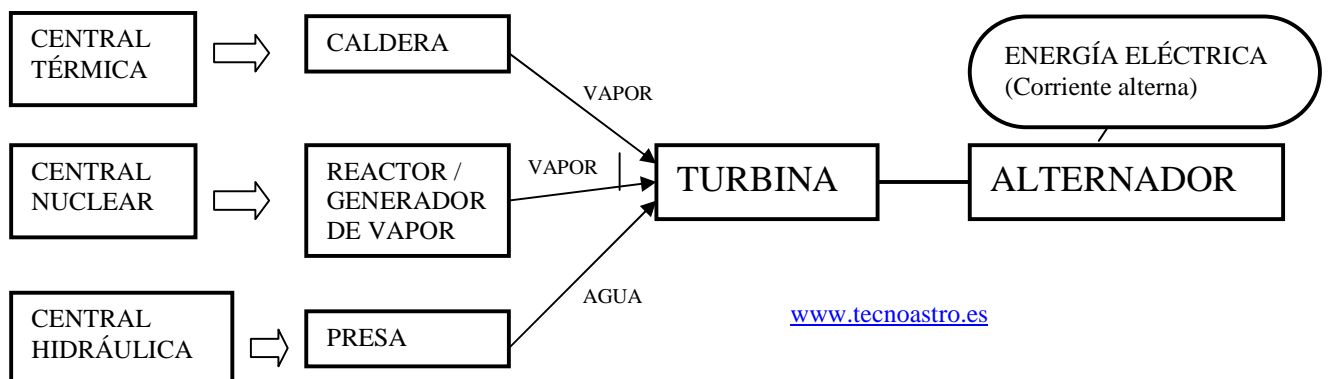 CENTRAL
TÉRMICA
CALDERA
VAPOR
ENERGÍA ELÉCTRICA
(Corriente alterna)
CENTRAL
NUCLEAR
REACTOR /
GENERADOR
DE VAPOR
VAPOR
TURBINA
ALTERNADOR
CENTRAL
HIDRÁULICA
PRESA
AGUA
www.tecnoastro.es